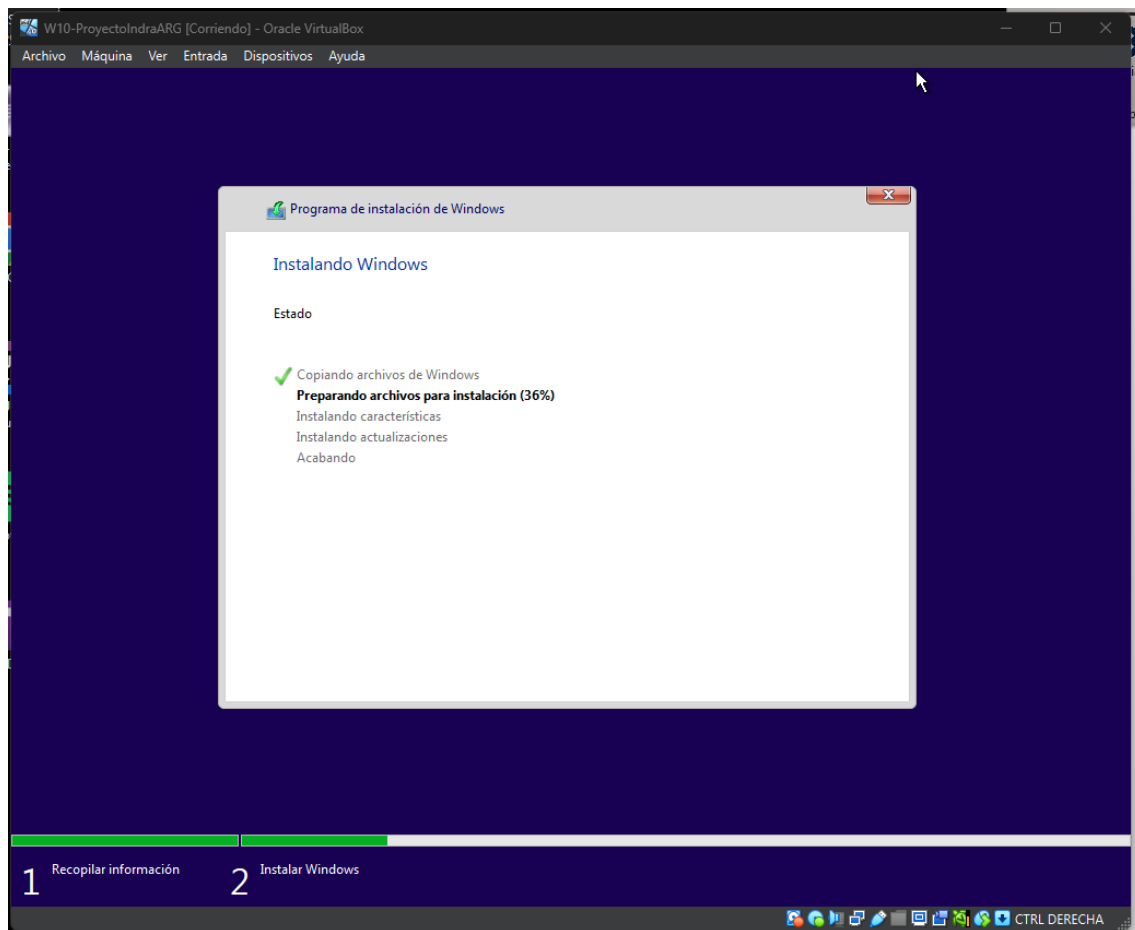 W10-ProyectoIndraARG [Corriendo] - Oracle VirtualBox
Archivo Máquina Ver Entrada Dispositivos Ayuda
Programa de instalación de Windows
Instalando Windows
Estado
Copiando archivos de Windows
Preparando archivos para instalación (36%)
Instalando características
Instalando actualizaciones
Acabando
1 Recopilar información 2 Instalar Windows
CTRL DERECHA